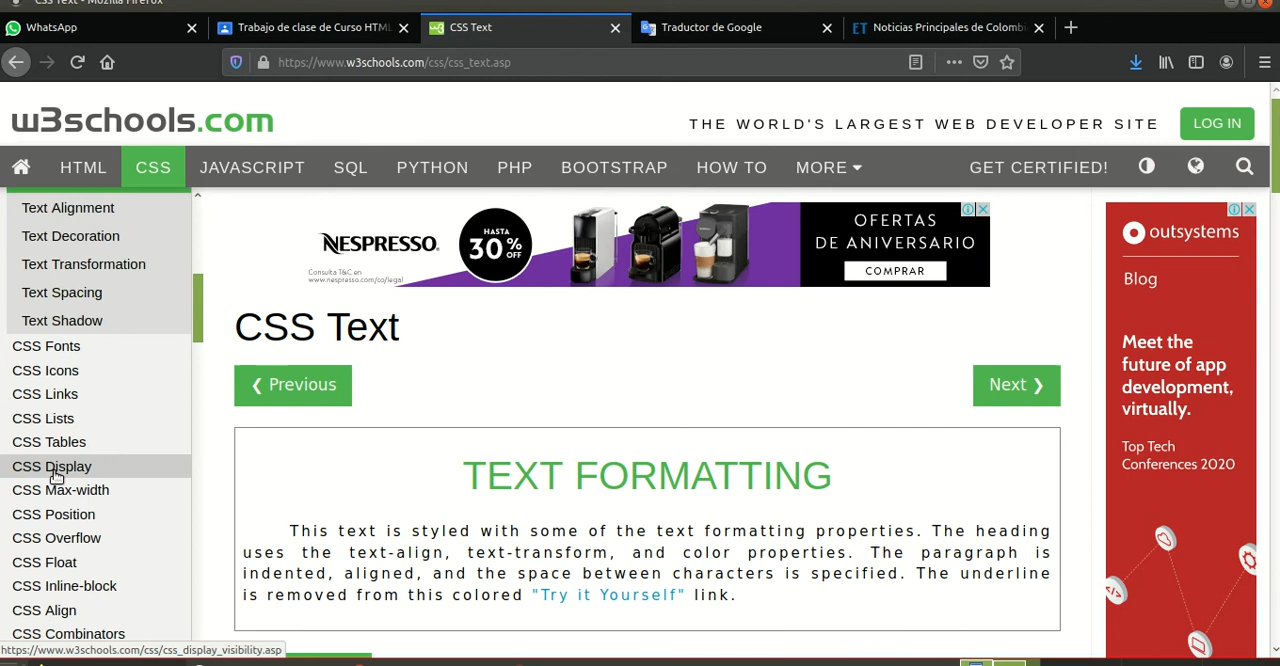 CSS Text - Mozilla Firefox
WhatsApp
Trabajo de clase de Curso HTML
CSS Text
Traductor de Google
ET Noticias Principales de Colombi
https://www.w3schools.com/css/css_text.asp
w3schools.com
THE WORLD'S LARGEST WEB DEVELOPER SITE
LOG IN
HTML
CSS
JAVASCRIPT
SQL
PYTHON
PHP
BOOTSTRAP
HOW TO
MORE
GET CERTIFIED!
Text Alignment
Text Decoration
Text Transformation
Text Spacing
Text Shadow
CSS Fonts
CSS Icons
CSS Links
CSS Lists
CSS Tables
CSS Display
CSS Max-width
CSS Position
CSS Overflow
CSS Float
CSS Inline-block
CSS Align
CSS Combinators
https://www.w3schools.com/css/css_display_visibility.asp
NESPRESSO.
HASTA
30% OFF
Consulta T&C en
www.nespresso.com/co/legal
OFERTAS
DE ANIVERSARIO
COMPRAR
CSS Text
❮ Previous
Next ❯
TEXT FORMATTING
This text is styled with some of the text formatting properties. The heading
uses the text-align, text-transform, and color properties. The paragraph is
indented, aligned, and the space between characters is specified. The underline
is removed from this colored "Try it Yourself" link.
outsystems
Blog
Meet the
future of app
development,
virtually.
Top Tech
Conferences 2020